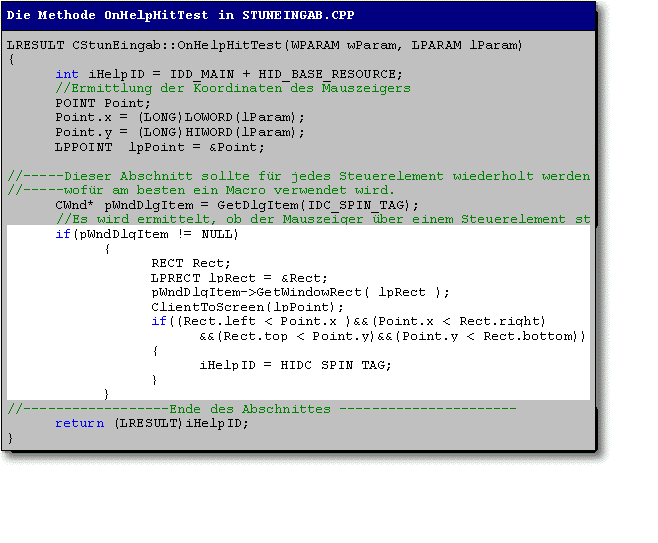 Die Methode OnHelpHitTest in STUNEINGAB.CPP
LRESULT CStunEingab::OnHelpHitTest(WPARAM wParam, LPARAM lParam)
{
int iHelpID = IDD_MAIN + HID_BASE_RESOURCE;
//Ermittlung der Koordinaten des Mauszeigers
POINT Point;
Point.x = (LONG)LOWORD(lParam);
Point.y = (LONG)HIWORD(lParam);
LPPOINT lpPoint = &Point;
//-----Dieser Abschnitt sollte für jedes Steuerelement wiederholt werden
//-----wofür am besten ein Macro verwendet wird.
CWnd* pWndDlgItem = GetDlgItem(IDC_SPIN_TAG);
//Es wird ermittelt, ob der Mauszeiger über einem Steuerelement st
if(pWndDlgItem != NULL)
{
RECT Rect;
LPRECT lpRect = &Rect;
pWndDlgItem->GetWindowRect( lpRect );
ClientToScreen(lpPoint);
if((Rect.left < Point.x )&&(Point.x < Rect.right)
&&(Rect.top < Point.y)&&(Point.y < Rect.bottom))
{
iHelpID = HIDC_SPIN_TAG;
}
}
//------------------Ende des Abschnittes ----------------------
return (LRESULT)iHelpID;
}